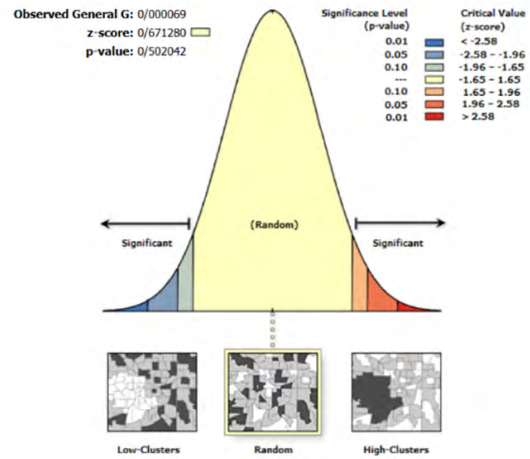 Observed General G: 0/000069
z-score: 0/671280
p-value: 0/502042
Significance Level
(p-value)
Critical Value
(z-score)
0.01 < -2.58
0.05 -2.58 – -1.96
0.10 -1.96 – -1.65
--- -1.65 – 1.65
0.10 1.65 – 1.96
0.05 1.96 – 2.58
0.01 > 2.58
(Random)
Significant
Significant
Low-Clusters
Random
High-Clusters